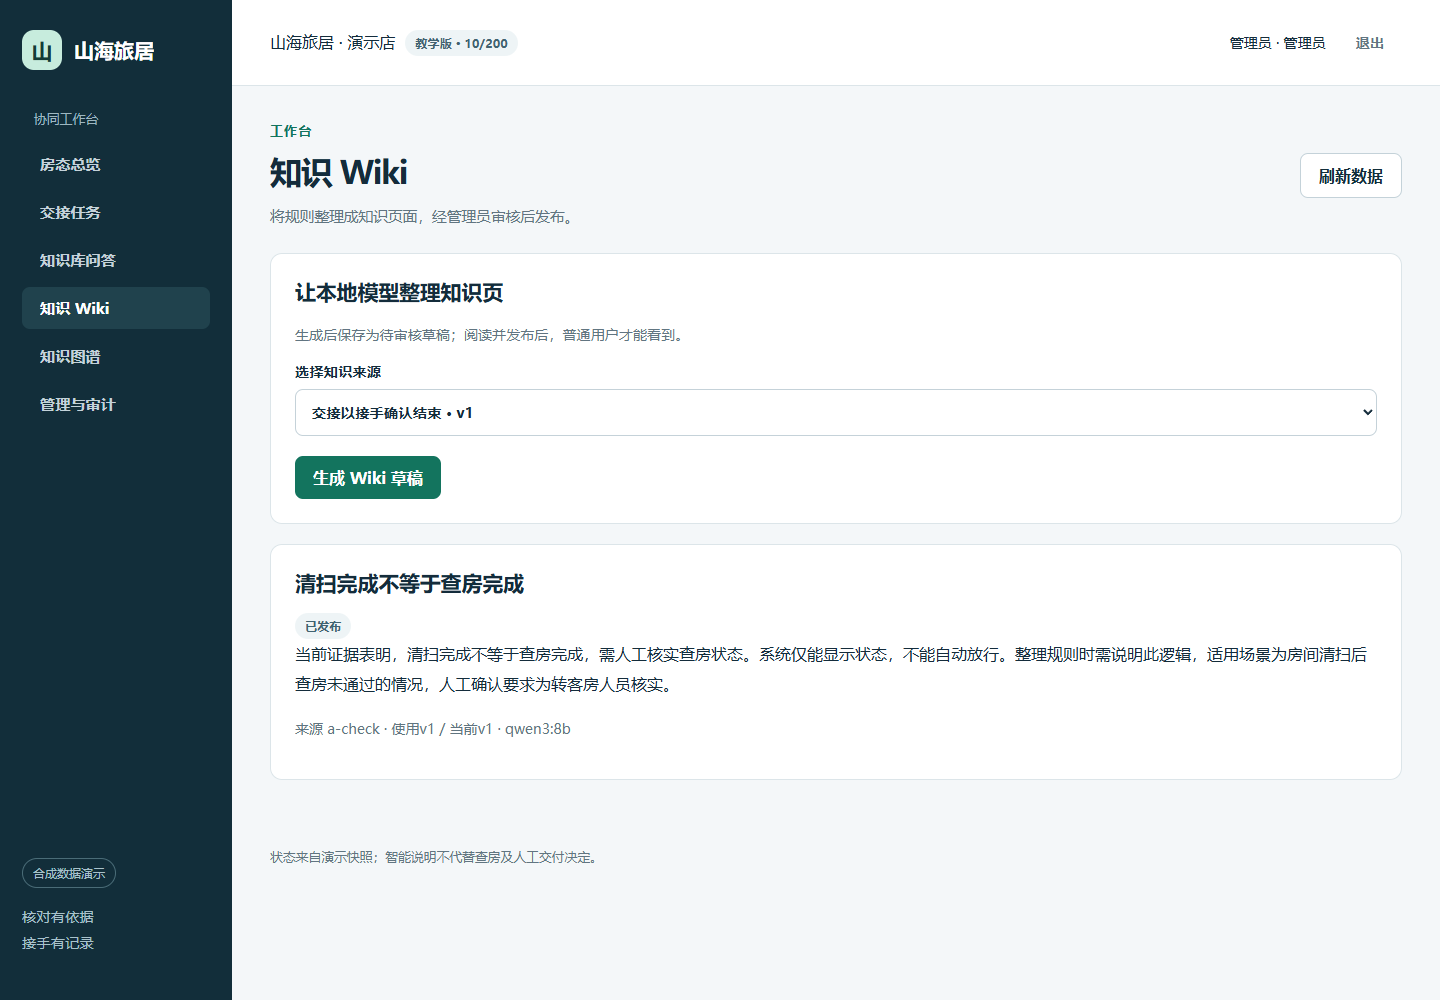 山 山海旅居
协同工作台
房态总览
交接任务
知识库问答
知识 Wiki
知识图谱
管理与审计
合成数据演示
核对有依据
接手有记录
山海旅居 · 演示店 教学版 • 10/200
管理员 · 管理员 退出
工作台
知识 Wiki
刷新数据
将规则整理成知识页面，经管理员审核后发布。
让本地模型整理知识页
生成后保存为待审核草稿；阅读并发布后，普通用户才能看到。
选择知识来源
交接以接手确认结束 • v1
生成 Wiki 草稿
清扫完成不等于查房完成
已发布
当前证据表明，清扫完成不等于查房完成，需人工核实查房状态。系统仅能显示状态，不能自动放行。整理规则时需说明此逻辑，适用场景为房间清扫后
查房未通过的情况，人工确认要求为转客房人员核实。
来源 a-check · 使用v1 / 当前v1 · qwen3:8b
状态来自演示快照；智能说明不代替查房及人工交付决定。